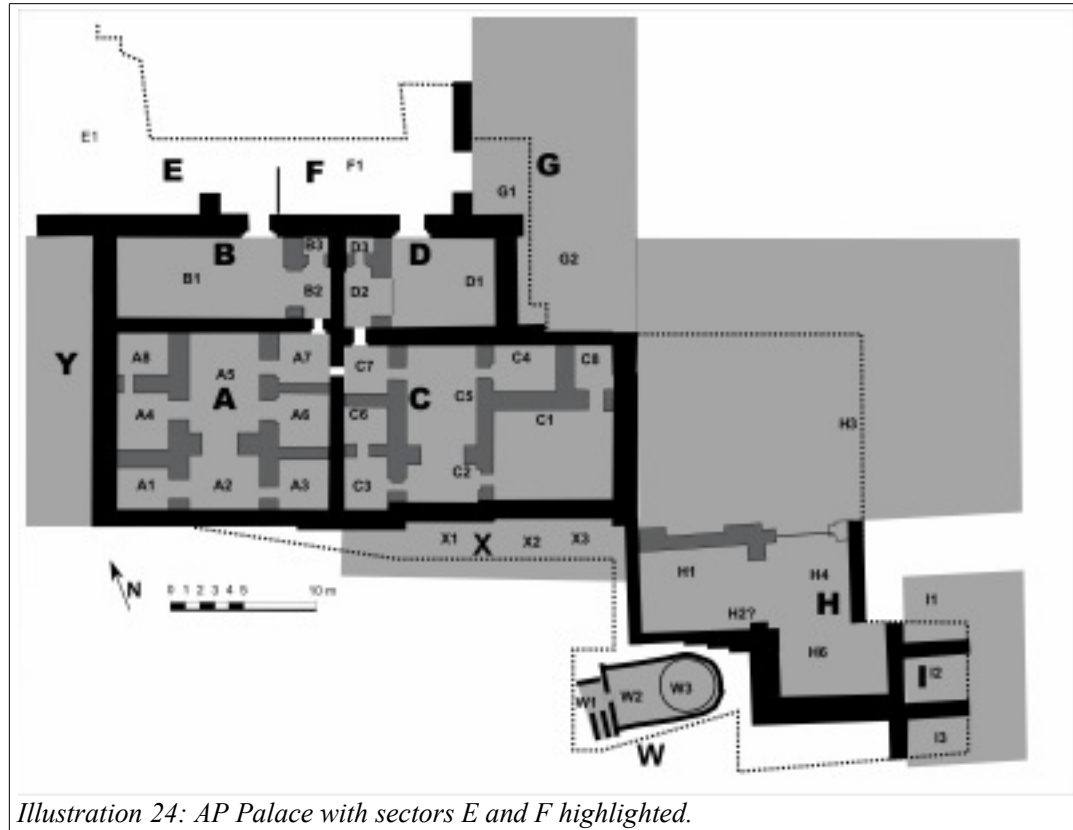 E1
E
F
F1
G
G1
G2
B
B1
B2
B3
D
D1
D2
D3
Y
A
A8
A5
A7
A4
A6
A1
A2
A3
C
C7
C5
C4
C8
C6
C1
C3
C2
H3
X
X1
X2
X3
N
0 1 2 3 4 5 10 m
H1
H4
H
H2?
H6
I1
I2
I3
W1
W2
W3
W
Illustration 24: AP Palace with sectors E and F highlighted.